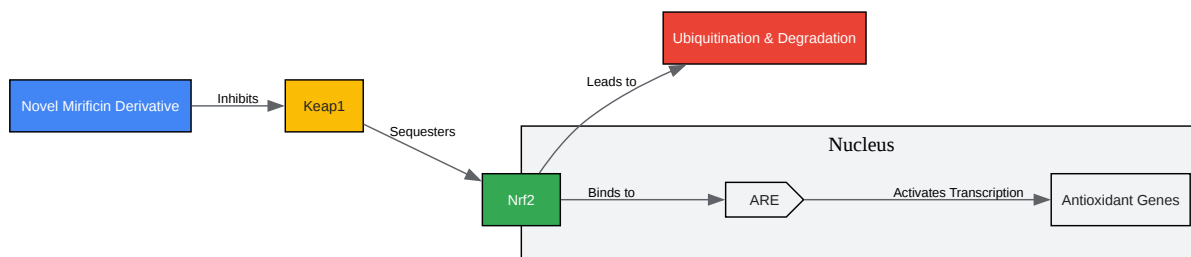 Ubiquitination & Degradation
Leads to
Novel Mirificin Derivative
Inhibits
Keap1
Sequesters
Nucleus
Nrf2
Binds to
ARE
Activates Transcription
Antioxidant Genes